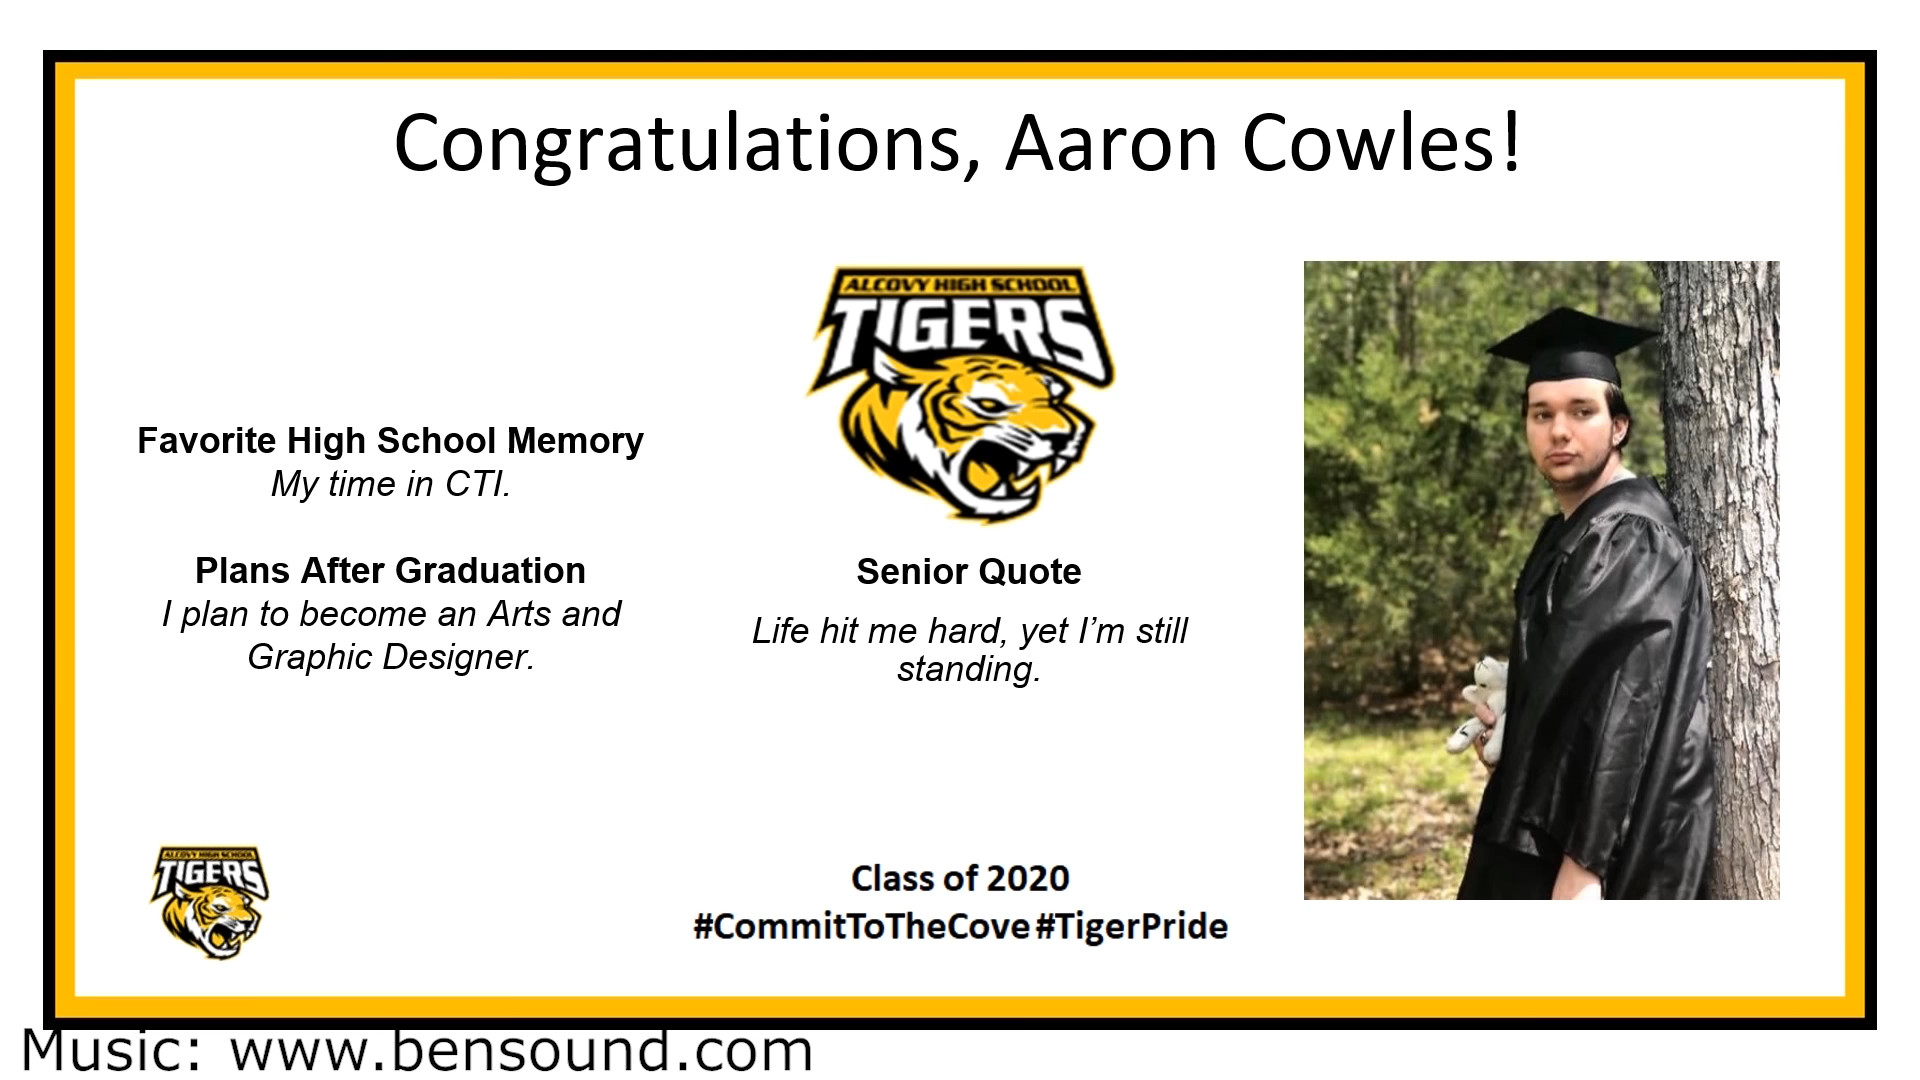 Congratulations, Aaron Cowles!
ALCOVY HIGH SCHOOL
TIGERS
Favorite High School Memory
My time in CTI.
Plans After Graduation
I plan to become an Arts and
Graphic Designer.
Senior Quote
Life hit me hard, yet I’m still
standing.
ALCOVY HIGH SCHOOL
TIGERS
Class of 2020
#CommitToTheCove #TigerPride
Music: www.bensound.com